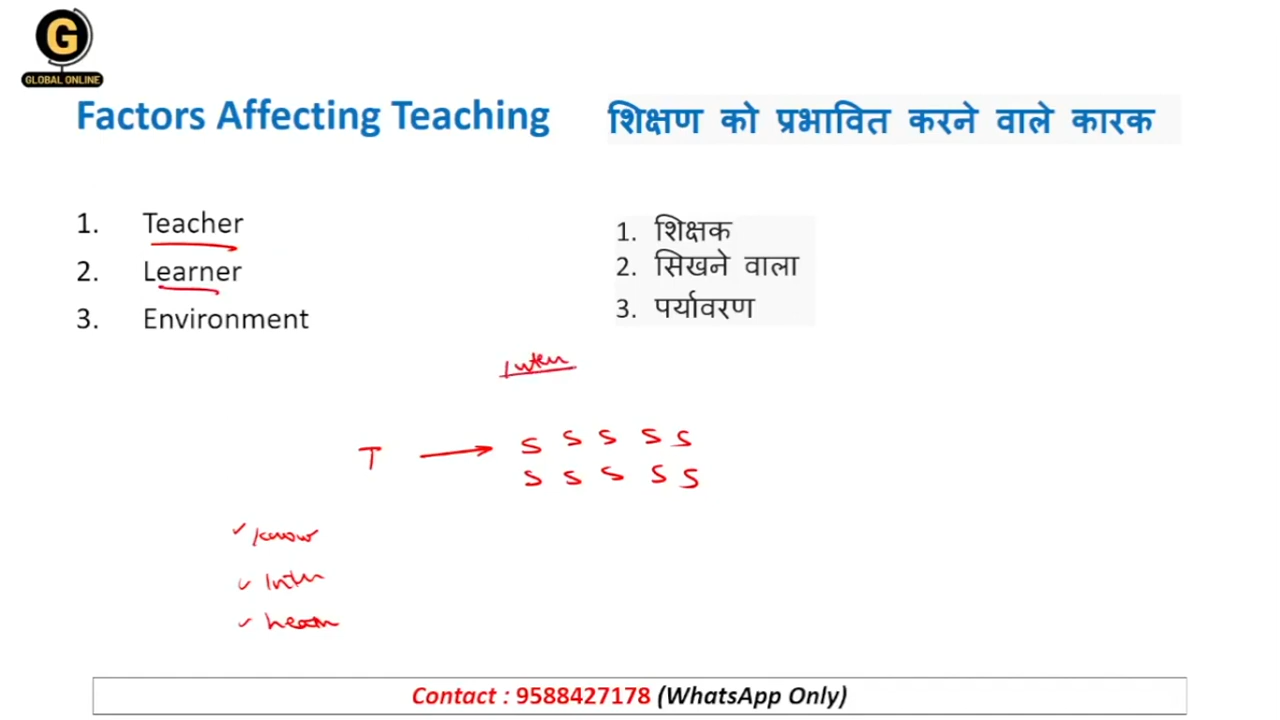 G
GLOBAL ONLINE
Factors Affecting Teaching
शिक्षण को प्रभावित करने वाले कारक
1. Teacher
2. Learner
3. Environment
1. शिक्षक
2. सिखने वाला
3. पर्यावरण
T
S S S S S
S S S S S
know
Contact : 9588427178 (WhatsApp Only)